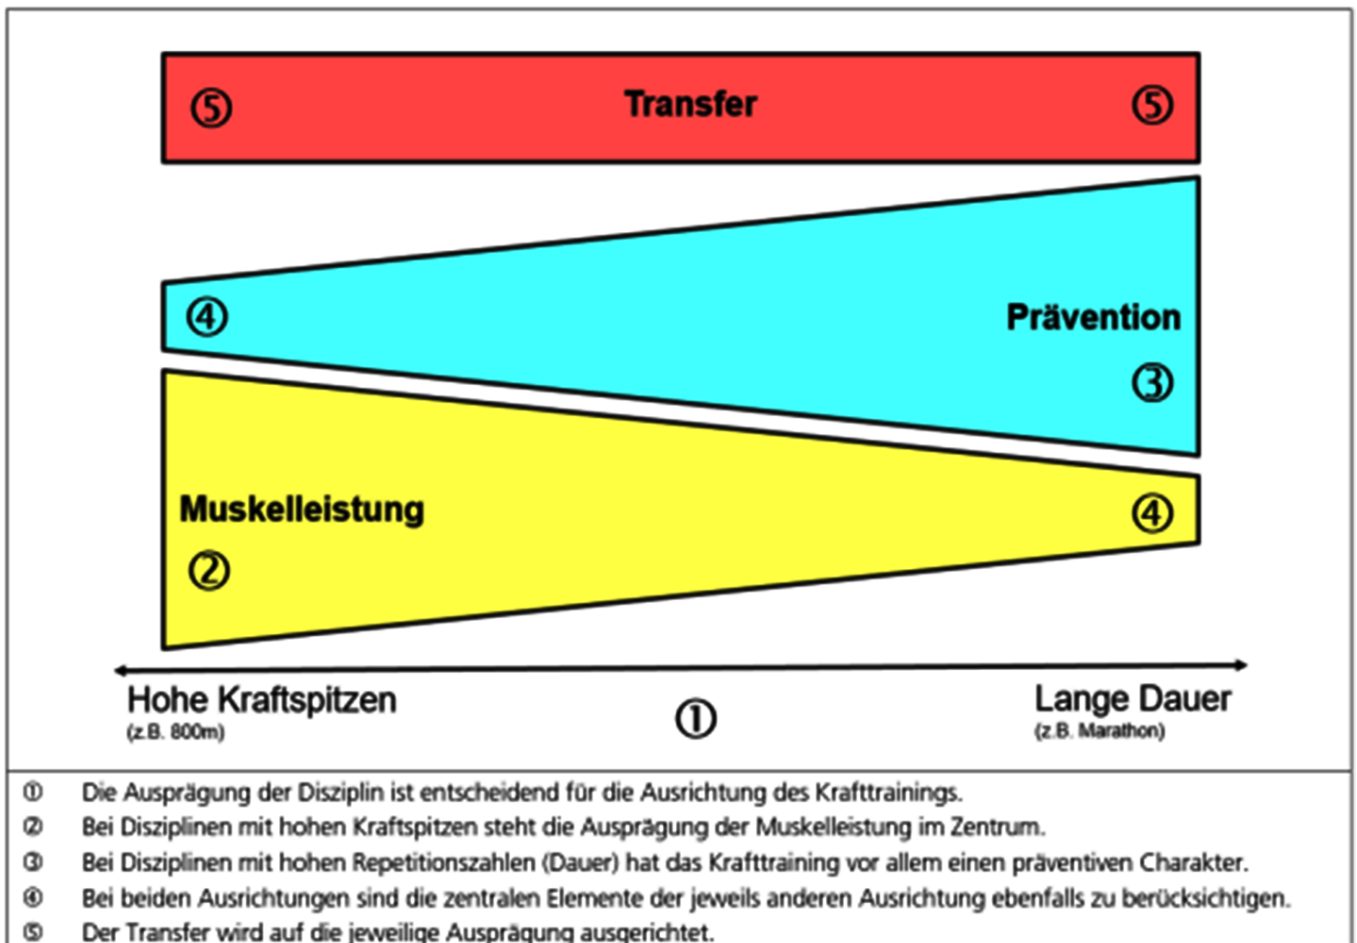 ⑤ Transfer ⑤
④
Prävention
③
Muskelleistung
④
②
Hohe Kraftspitzen
(z.B. 800m)
①
Lange Dauer
(z.B. Marathon)
① Die Ausprägung der Disziplin ist entscheidend für die Ausrichtung des Krafttrainings.
② Bei Disziplinen mit hohen Kraftspitzen steht die Ausprägung der Muskelleistung im Zentrum.
③ Bei Disziplinen mit hohen Repetitionszahlen (Dauer) hat das Krafttraining vor allem einen präventiven Charakter.
④ Bei beiden Ausrichtungen sind die zentralen Elemente der jeweils anderen Ausrichtung ebenfalls zu berücksichtigen.
⑤ Der Transfer wird auf die jeweilige Ausprägung ausgerichtet.